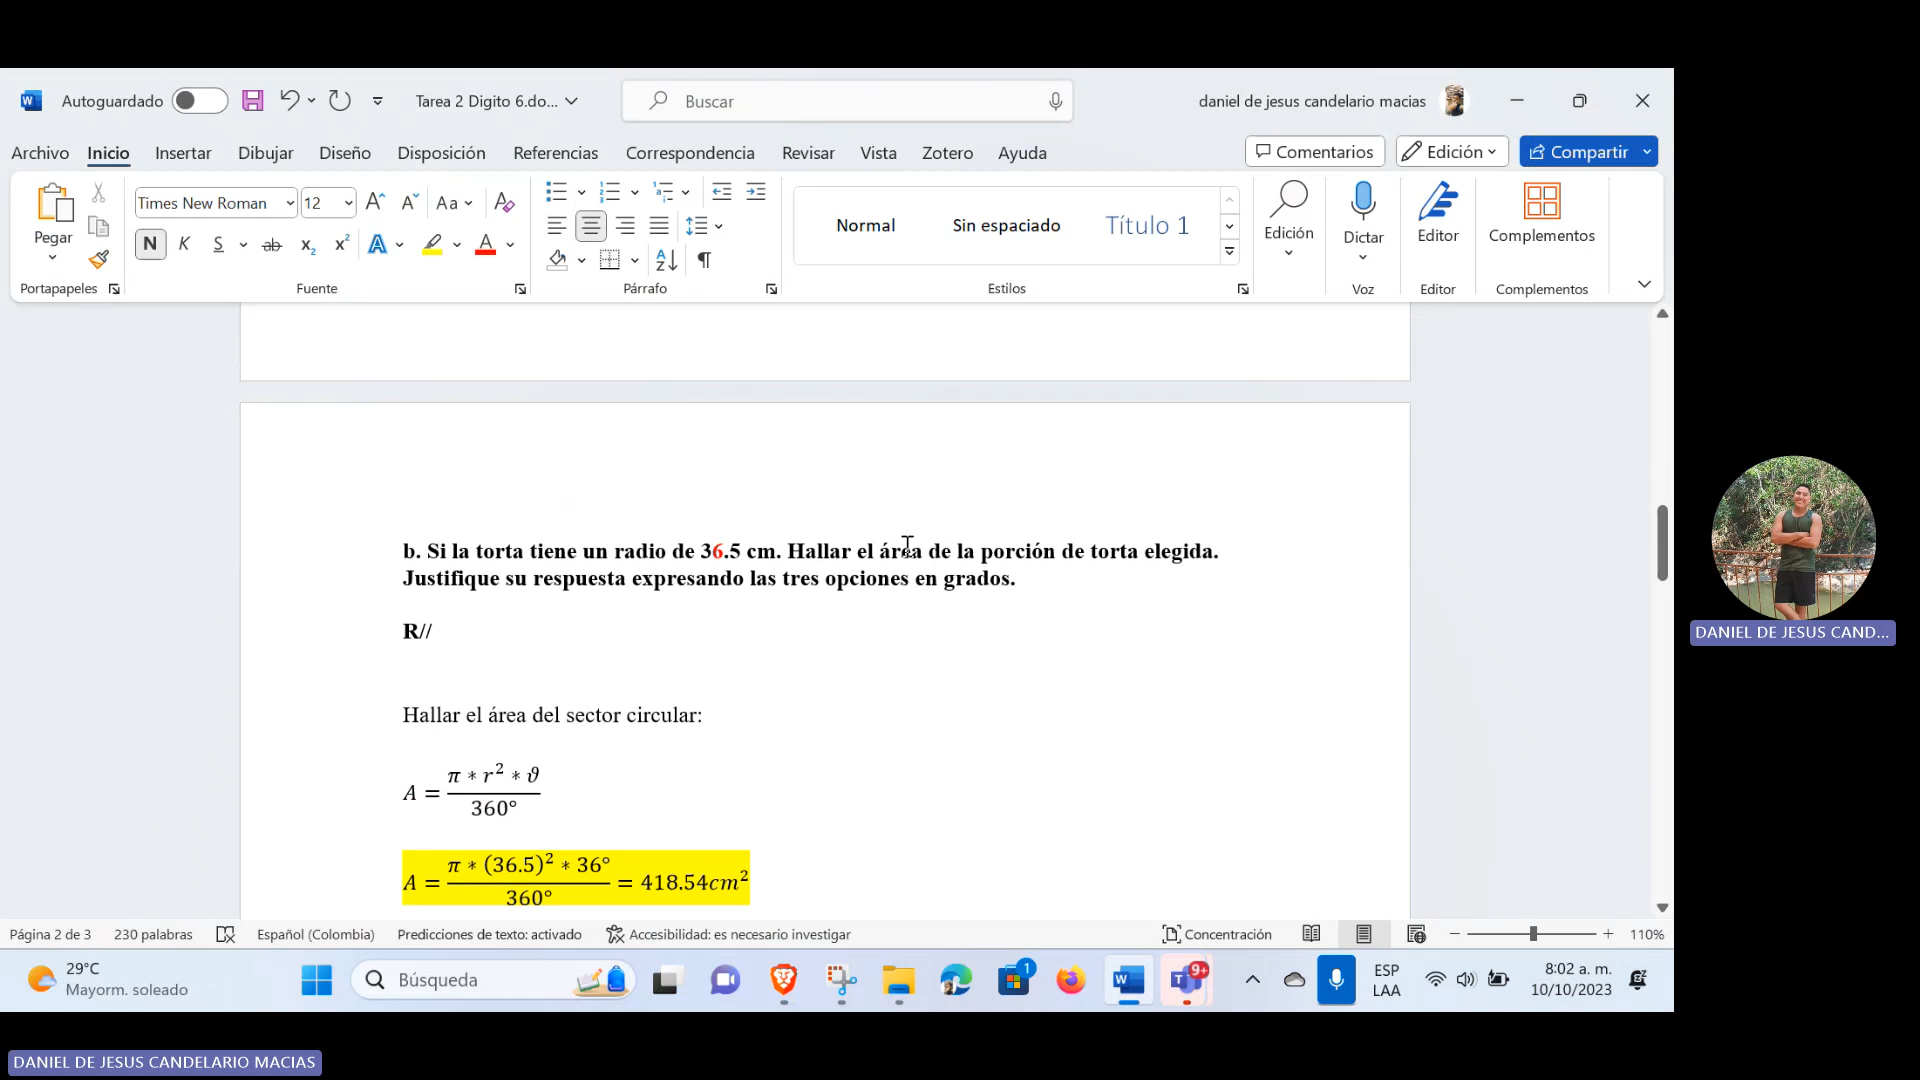 Autoguardado
Tarea 2 Digito 6.do...
Buscar
daniel de jesus candelario macias
Archivo Inicio Insertar Dibujar Diseño Disposición Referencias Correspondencia Revisar Vista Zotero Ayuda
Comentarios Edición Compartir
Pegar
Times New Roman 12
Aa
N K S ab x₂ x² A A
Normal Sin espaciado Título 1
Edición
Dictar
Editor
Complementos
Portapapeles Fuente Párrafo Estilos Voz Editor Complementos
b. Si la torta tiene un radio de 36.5 cm. Hallar el área de la porción de torta elegida.
Justifique su respuesta expresando las tres opciones en grados.
R//
Hallar el área del sector circular:
A = (π * r² * ϑ) / 360°
A = (π * (36.5)² * 36°) / 360° = 418.54cm²
Página 2 de 3 230 palabras Español (Colombia) Predicciones de texto: activado Accesibilidad: es necesario investigar Concentración 110%
29°C
Mayorm. soleado
Búsqueda
1
9+
ESP
LAA
8:02 a. m.
10/10/2023
DANIEL DE JESUS CAND...
DANIEL DE JESUS CANDELARIO MACIAS